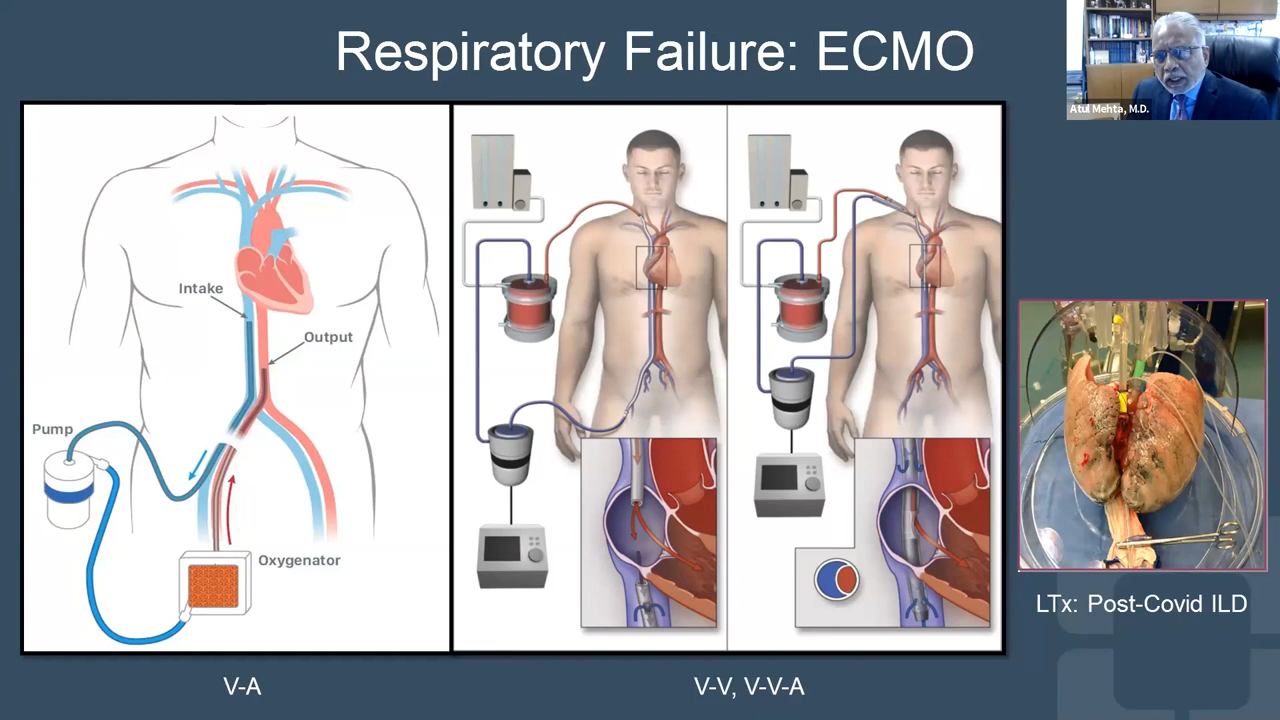 Respiratory Failure: ECMO
Atul Mehta, M.D.
Intake
Output
Pump
Oxygenator
LTx: Post-Covid ILD
V-A
V-V, V-V-A